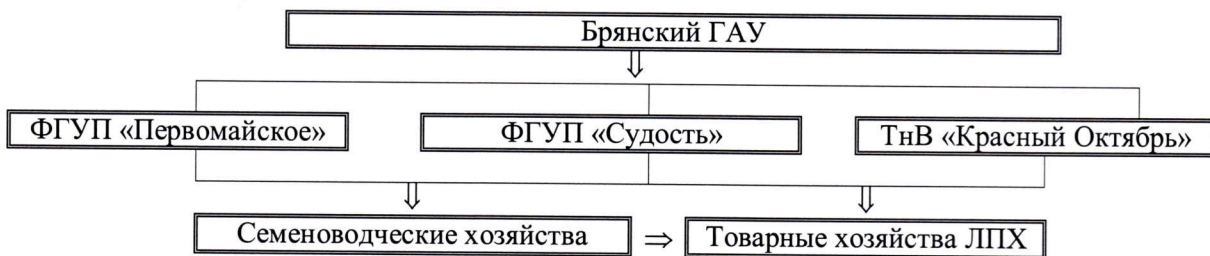 Брянский ГАУ
ФГУП «Первомайское»
ФГУП «Судость»
ТнВ «Красный Октябрь»
Семеноводческие хозяйства
Товарные хозяйства ЛПХ